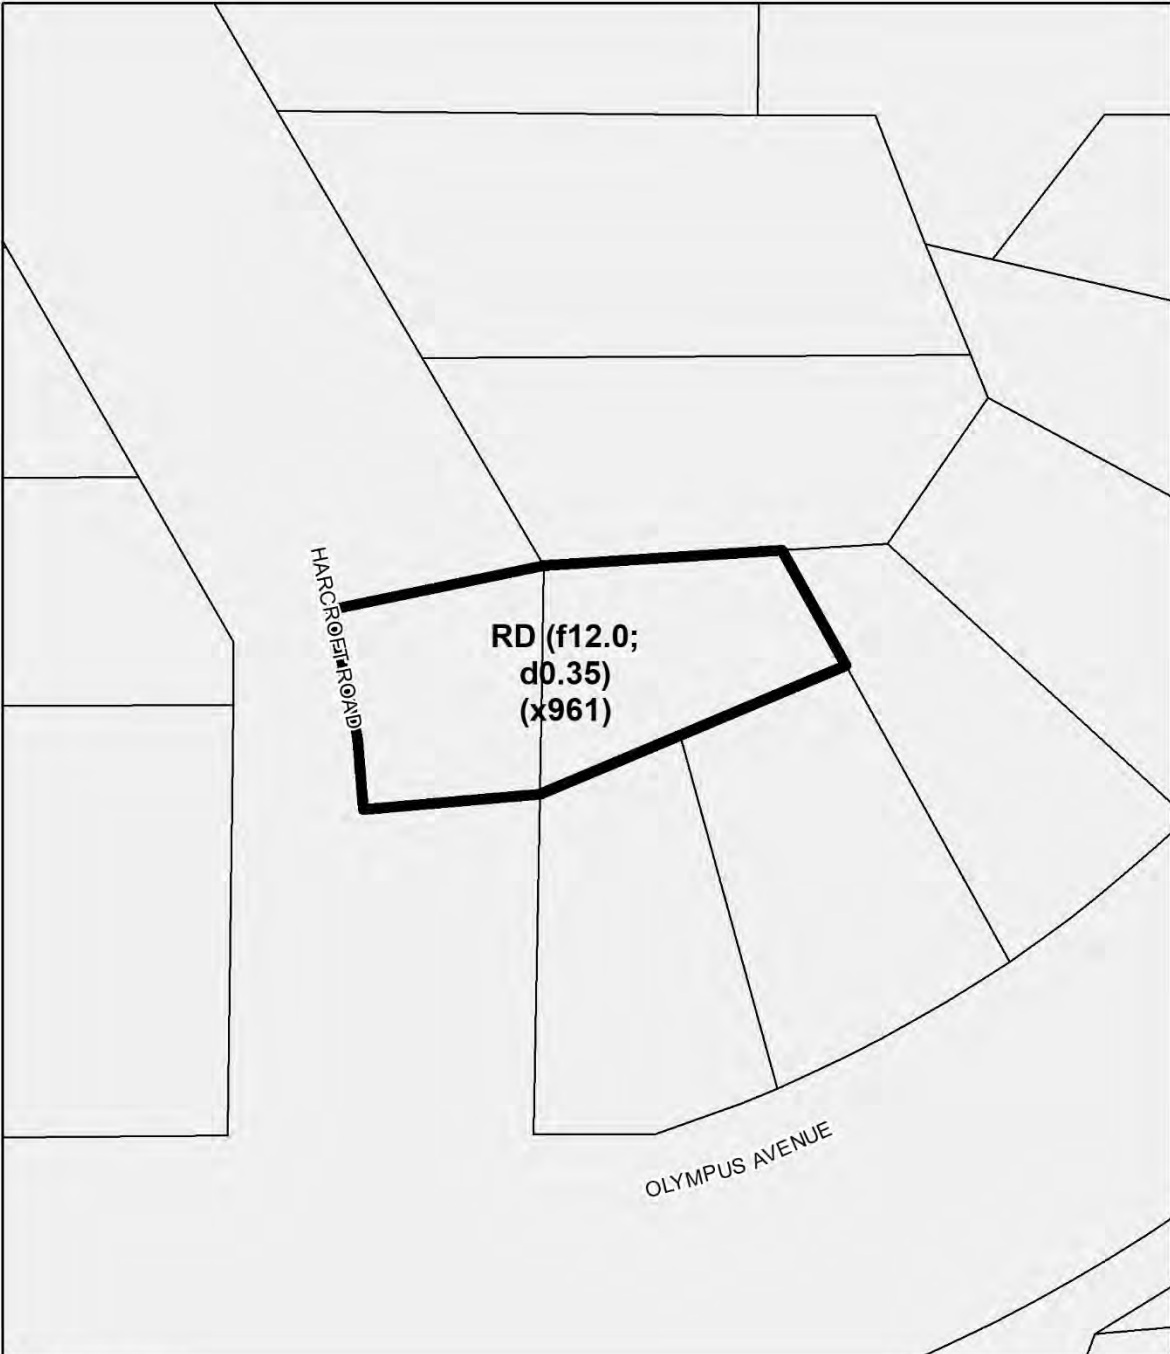 HARCROFT ROAD
RD (f12.0;
d0.35)
(x961)
OLYMPUS AVENUE